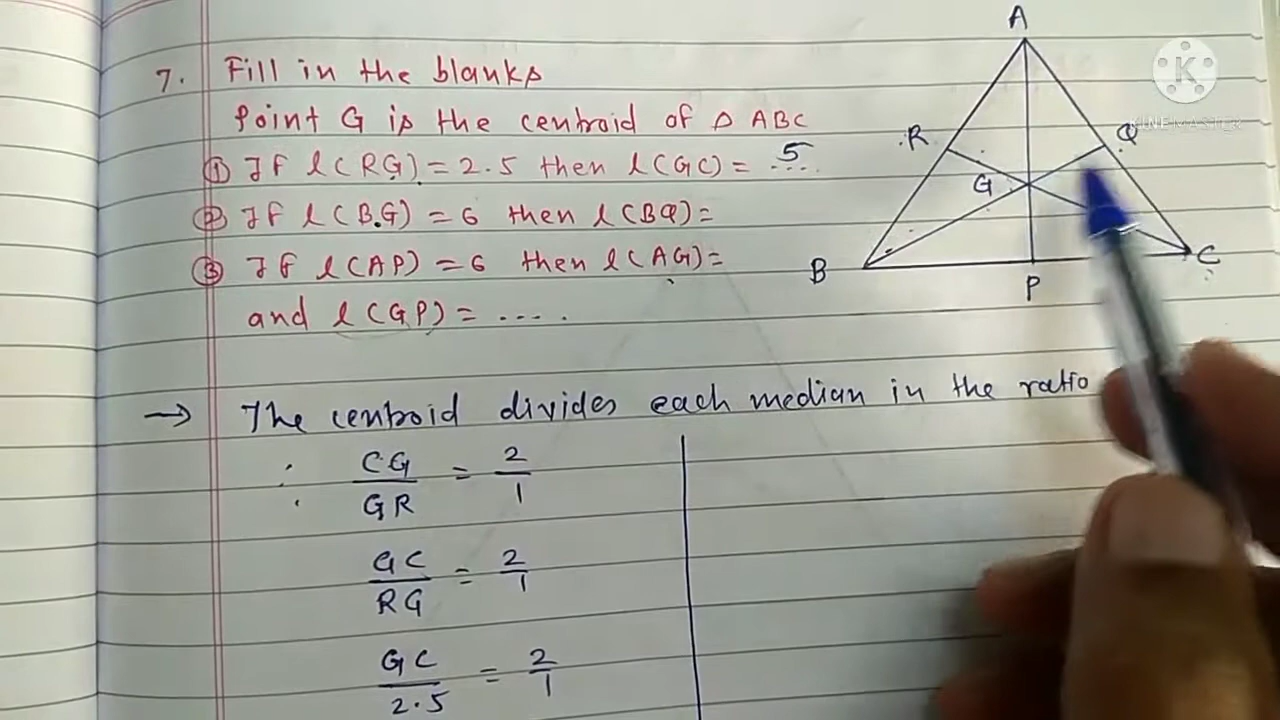 7. Fill in the blanks
Point G is the centroid of △ ABC
① If l(RG) = 2.5 then l(GC) = 5....
② If l(BG) = 6 then l(BQ)=
③ If l(AP) = 6 then l(AG)=
and l(GP) = ....
→ The centroid divides each median in the ratio
∴ CG/GR = 2/1
GC/RG = 2/1
GC/2.5 = 2/1
A
R
Q
G
B
P
C
K
KINEMASTER